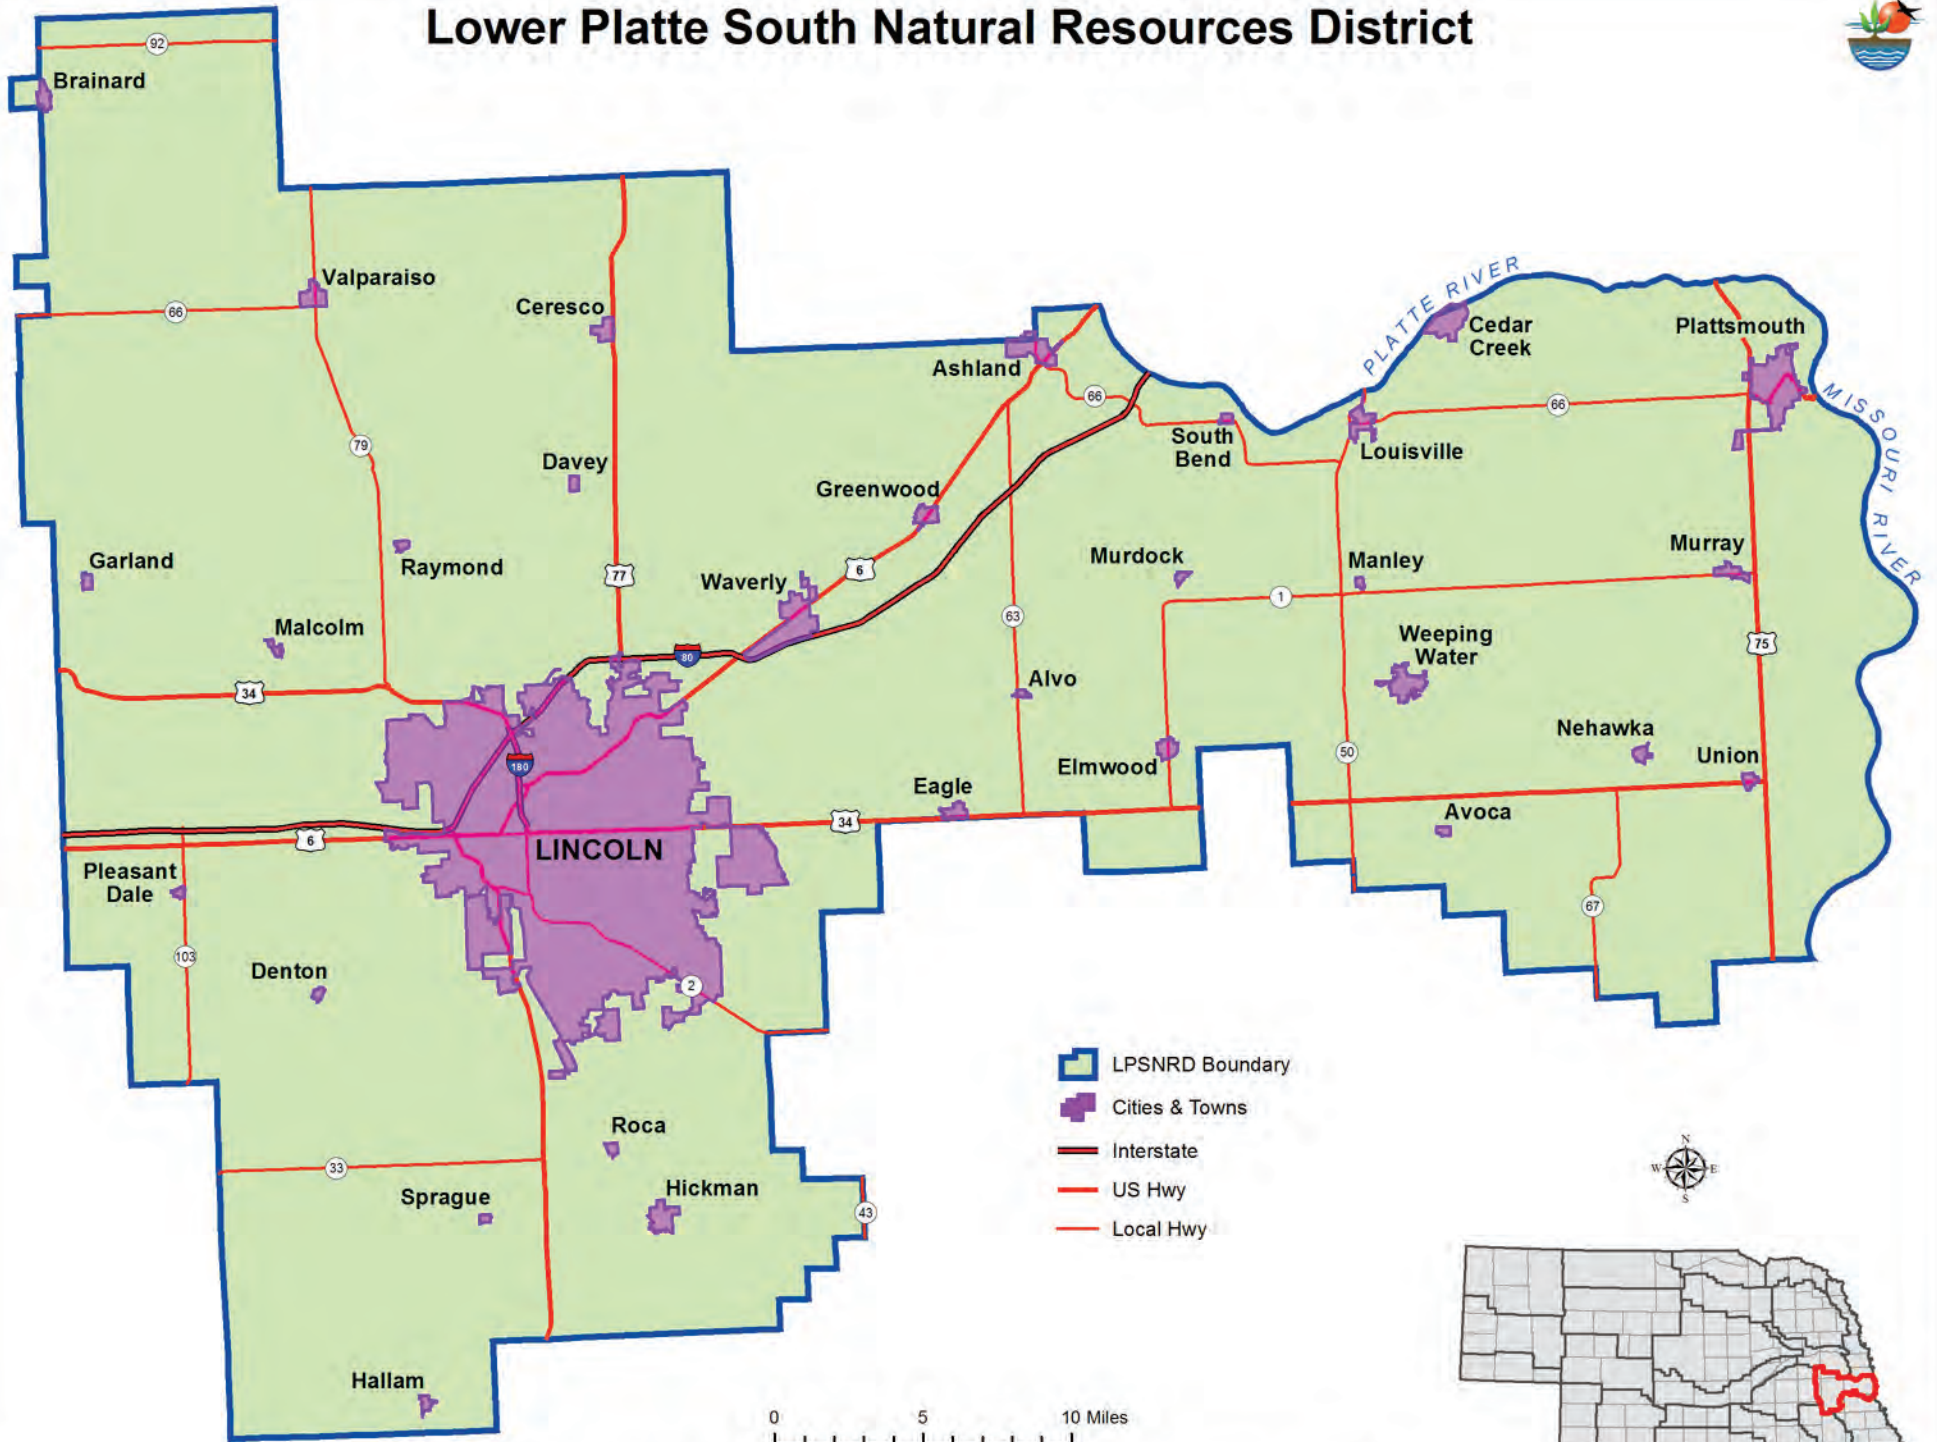 Lower Platte South Natural Resources District
92
Brainard
Valparaiso
66
Ceresco
PLATTE RIVER
Cedar
Creek
Plattsmouth
Ashland
66
66
MISSOURI RIVER
79
South
Bend
Louisville
Davey
Greenwood
Garland
Raymond
77
Waverly
6
Murdock
Manley
Murray
1
63
Malcolm
Weeping
Water
75
80
34
Alvo
Nehawka
Union
50
180
Elmwood
Eagle
34
Avoca
6
LINCOLN
Pleasant
Dale
67
103
Denton
2
LPSNRD Boundary
Cities & Towns
Interstate
US Hwy
Local Hwy
Roca
33
Sprague
Hickman
43
N
W
E
S
Hallam
0 5 10 Miles